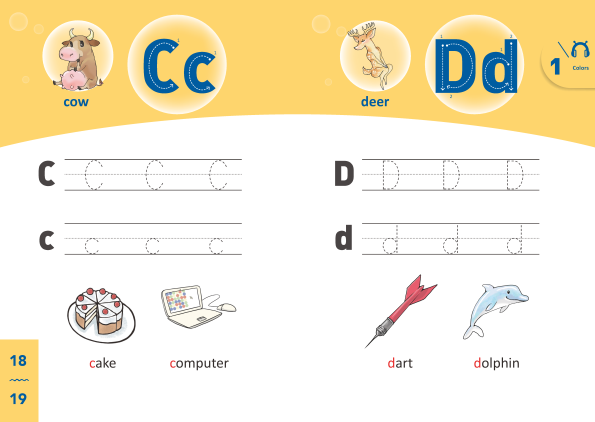 Cc
cow
Dd
deer
1
Colors
C
C C C
c
c c c
D
D D D
d
d d d
cake
computer
dart
dolphin
18
19